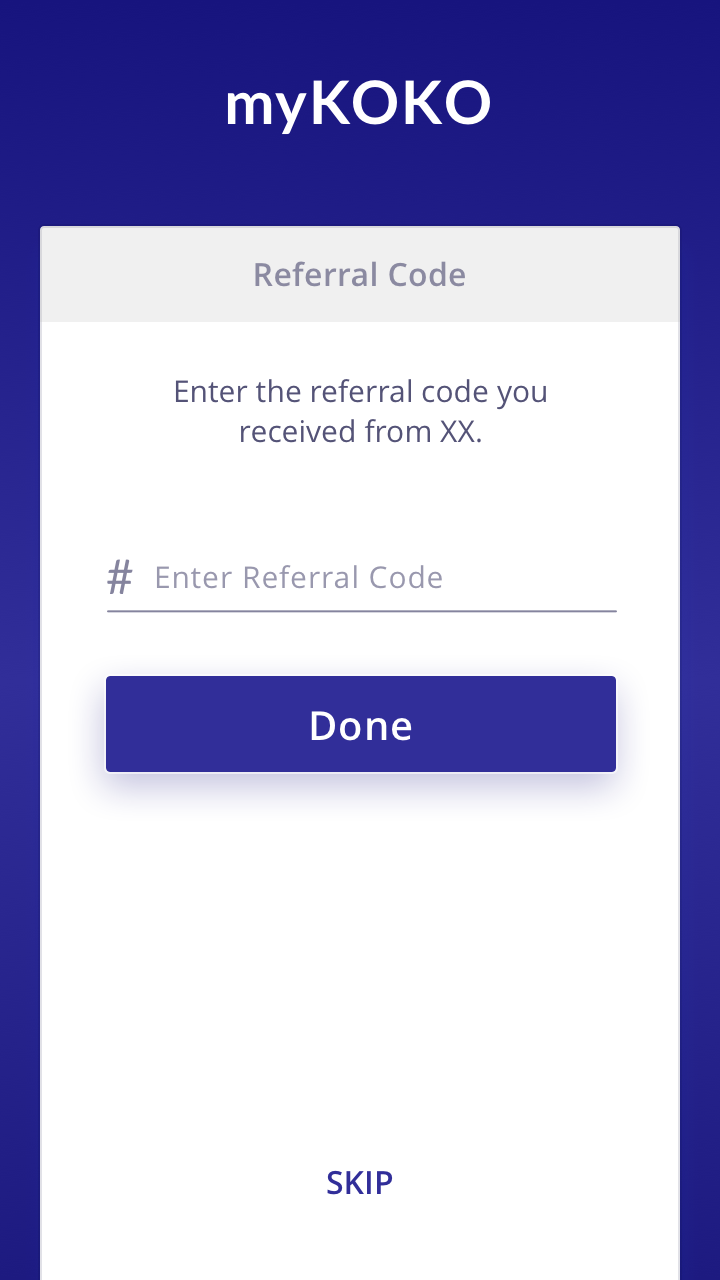 myKOKO
Referral Code
Enter the referral code you
received from XX.
# Enter Referral Code
Done
SKIP